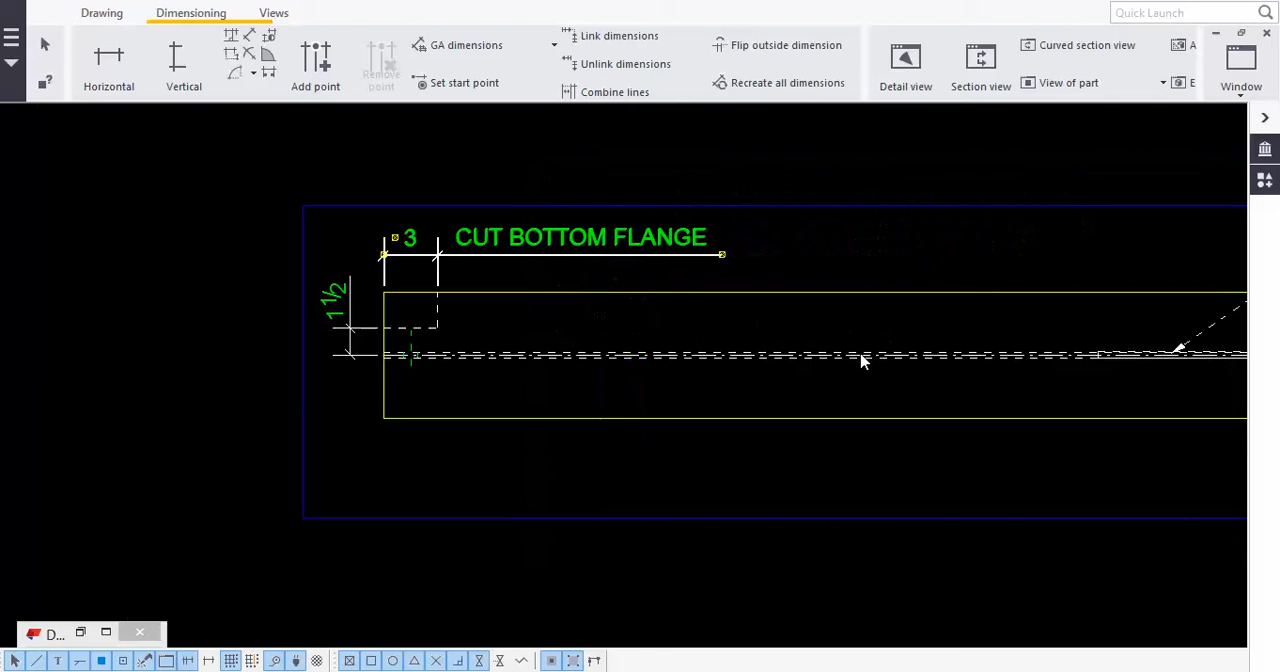 Drawing
Dimensioning
Views
Quick Launch
Horizontal
Vertical
Add point
Remove point
GA dimensions
Set start point
Link dimensions
Unlink dimensions
Combine lines
Flip outside dimension
Recreate all dimensions
Detail view
Section view
Curved section view
View of part
A
E
Window
3 CUT BOTTOM FLANGE
1 1/2
D...